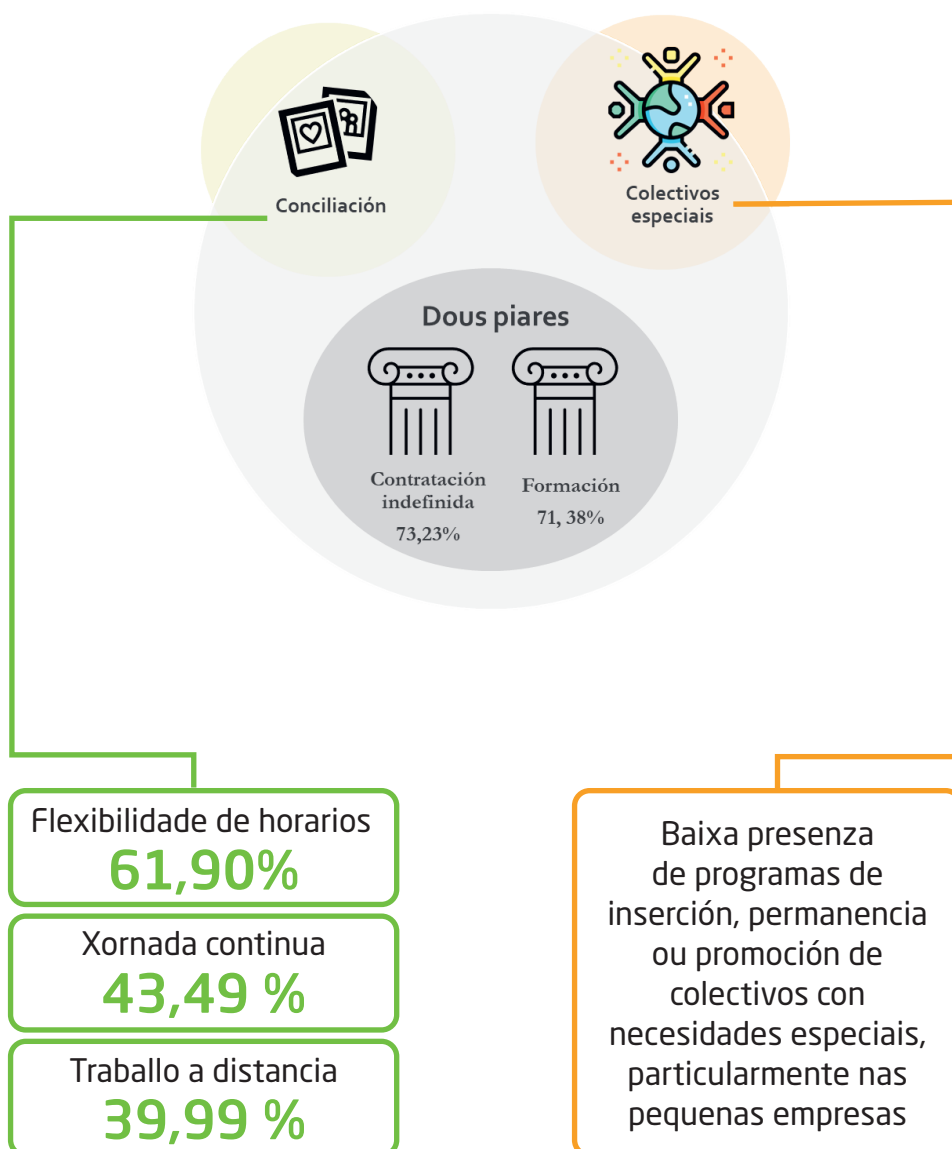 Conciliación
Colectivos
especiais
Dous piares
Contratación
indefinida
73,23%
Formación
71, 38%
Flexibilidade de horarios
61,90%
Xornada continua
43,49 %
Traballo a distancia
39,99 %
Baixa presenza
de programas de
inserción, permanencia
ou promoción de
colectivos con
necesidades especiais,
particularmente nas
pequenas empresas